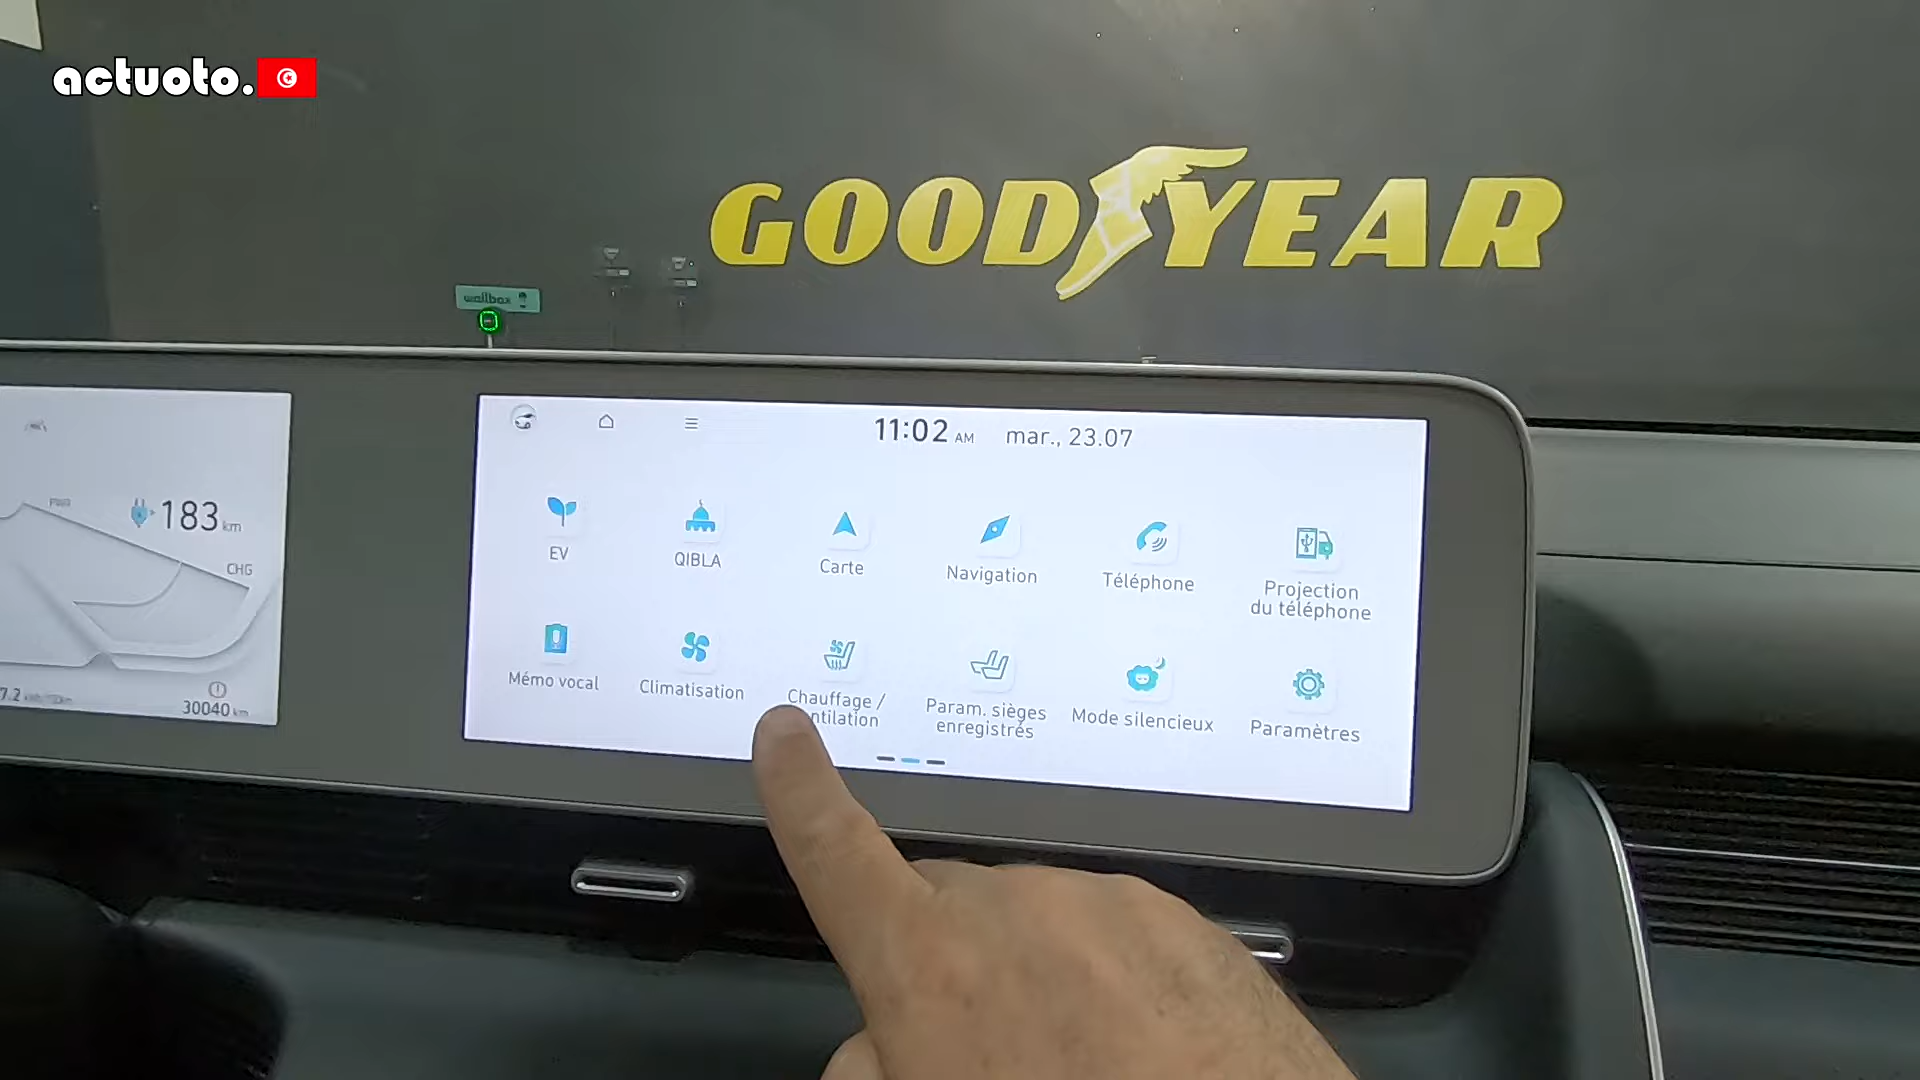 actuoto.
GOODYEAR
wallbox
11:02 AM mar., 23.07
PWR
183 km
CHG
30040 km
EV
QIBLA
Carte
Navigation
Téléphone
Projection
du téléphone
Mémo vocal
Climatisation
Chauffage /
ntilation
Param. sièges
enregistrés
Mode silencieux
Paramètres